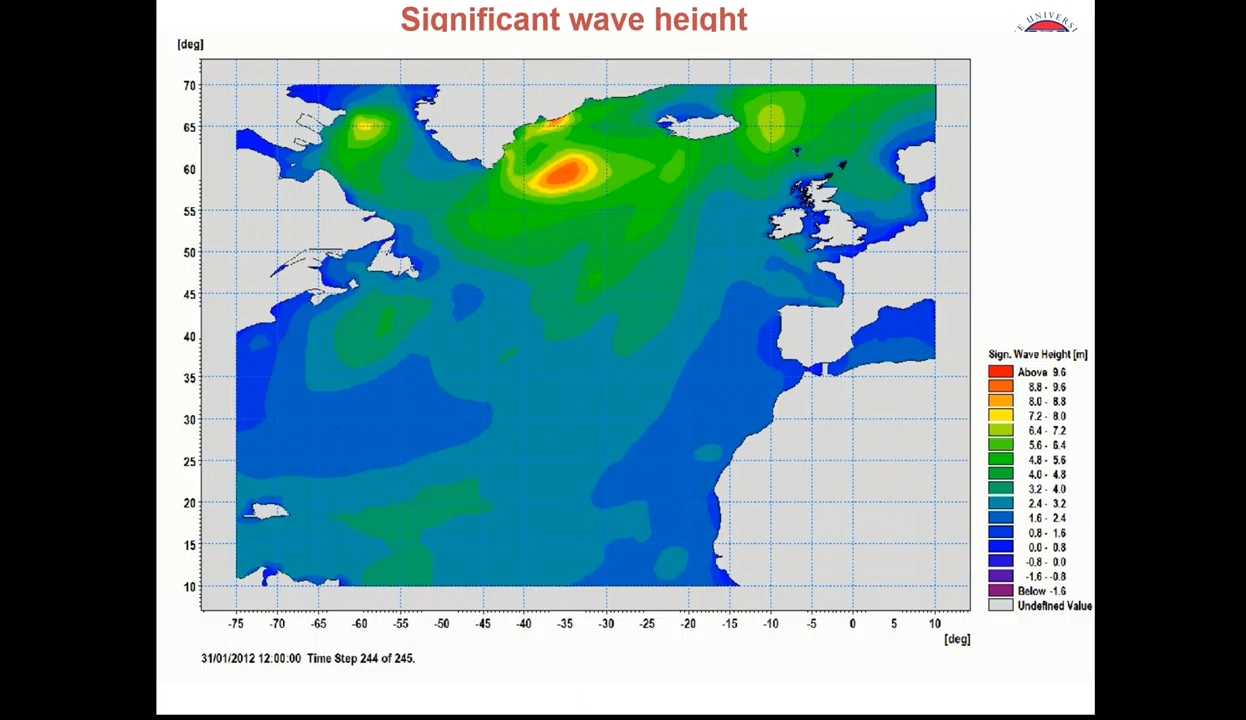 Significant wave height
E UNIVERS
[deg]
70
65
60
55
50
45
40
35
30
25
20
15
10
-75 -70 -65 -60 -55 -50 -45 -40 -35 -30 -25 -20 -15 -10 -5 0 5 10
[deg]
Sign. Wave Height [m]
Above 9.6
8.8 - 9.6
8.0 - 8.8
7.2 - 8.0
6.4 - 7.2
5.6 - 6.4
4.8 - 5.6
4.0 - 4.8
3.2 - 4.0
2.4 - 3.2
1.6 - 2.4
0.8 - 1.6
0.0 - 0.8
-0.8 - 0.0
-1.6 - -0.8
Below -1.6
Undefined Value
31/01/2012 12:00:00 Time Step 244 of 245.